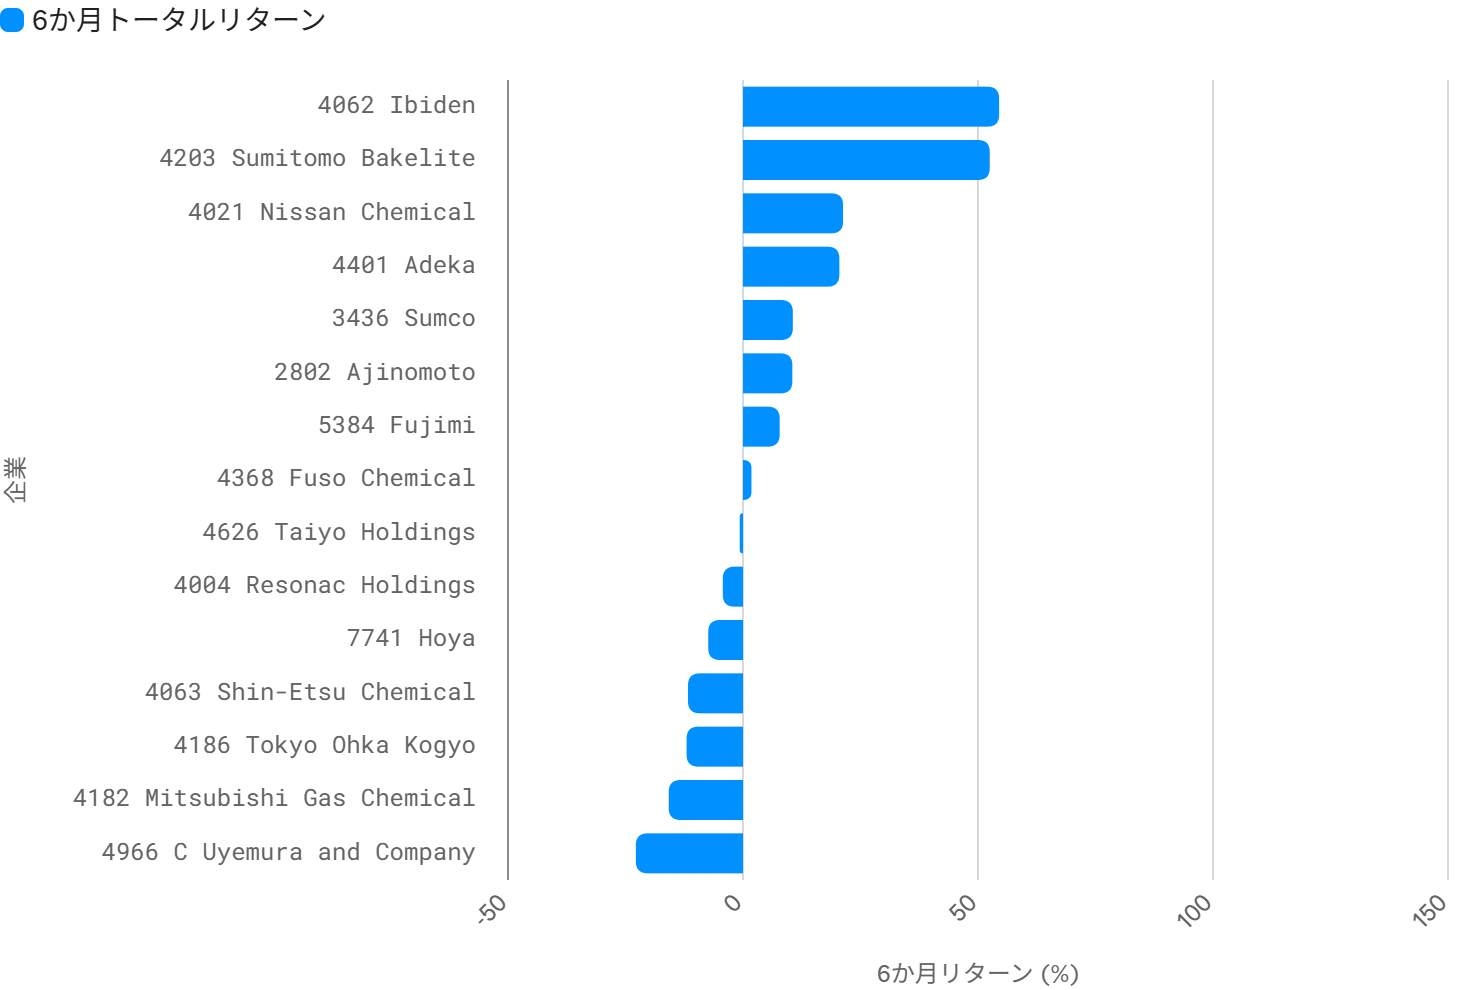 6か月トータルリターン
4062 Ibiden
4203 Sumitomo Bakelite
4021 Nissan Chemical
4401 Adeka
3436 Sumco
2802 Ajinomoto
5384 Fujimi
4368 Fuso Chemical
4626 Taiyo Holdings
4004 Resonac Holdings
7741 Hoya
4063 Shin-Etsu Chemical
4186 Tokyo Ohka Kogyo
4182 Mitsubishi Gas Chemical
4966 C Uyemura and Company
企業
-50
0
50
100
150
6か月リターン (%)